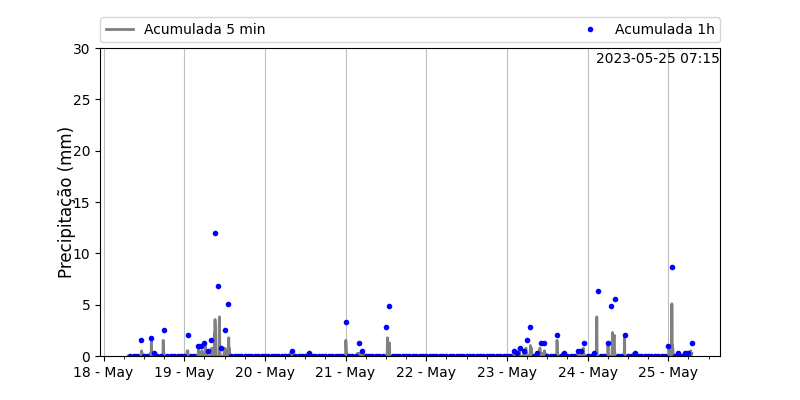 Acumulada 5 min
Acumulada 1h
2023-05-25 07:15
Precipitação (mm)
30
25
20
15
10
5
0
18 - May
19 - May
20 - May
21 - May
22 - May
23 - May
24 - May
25 - May